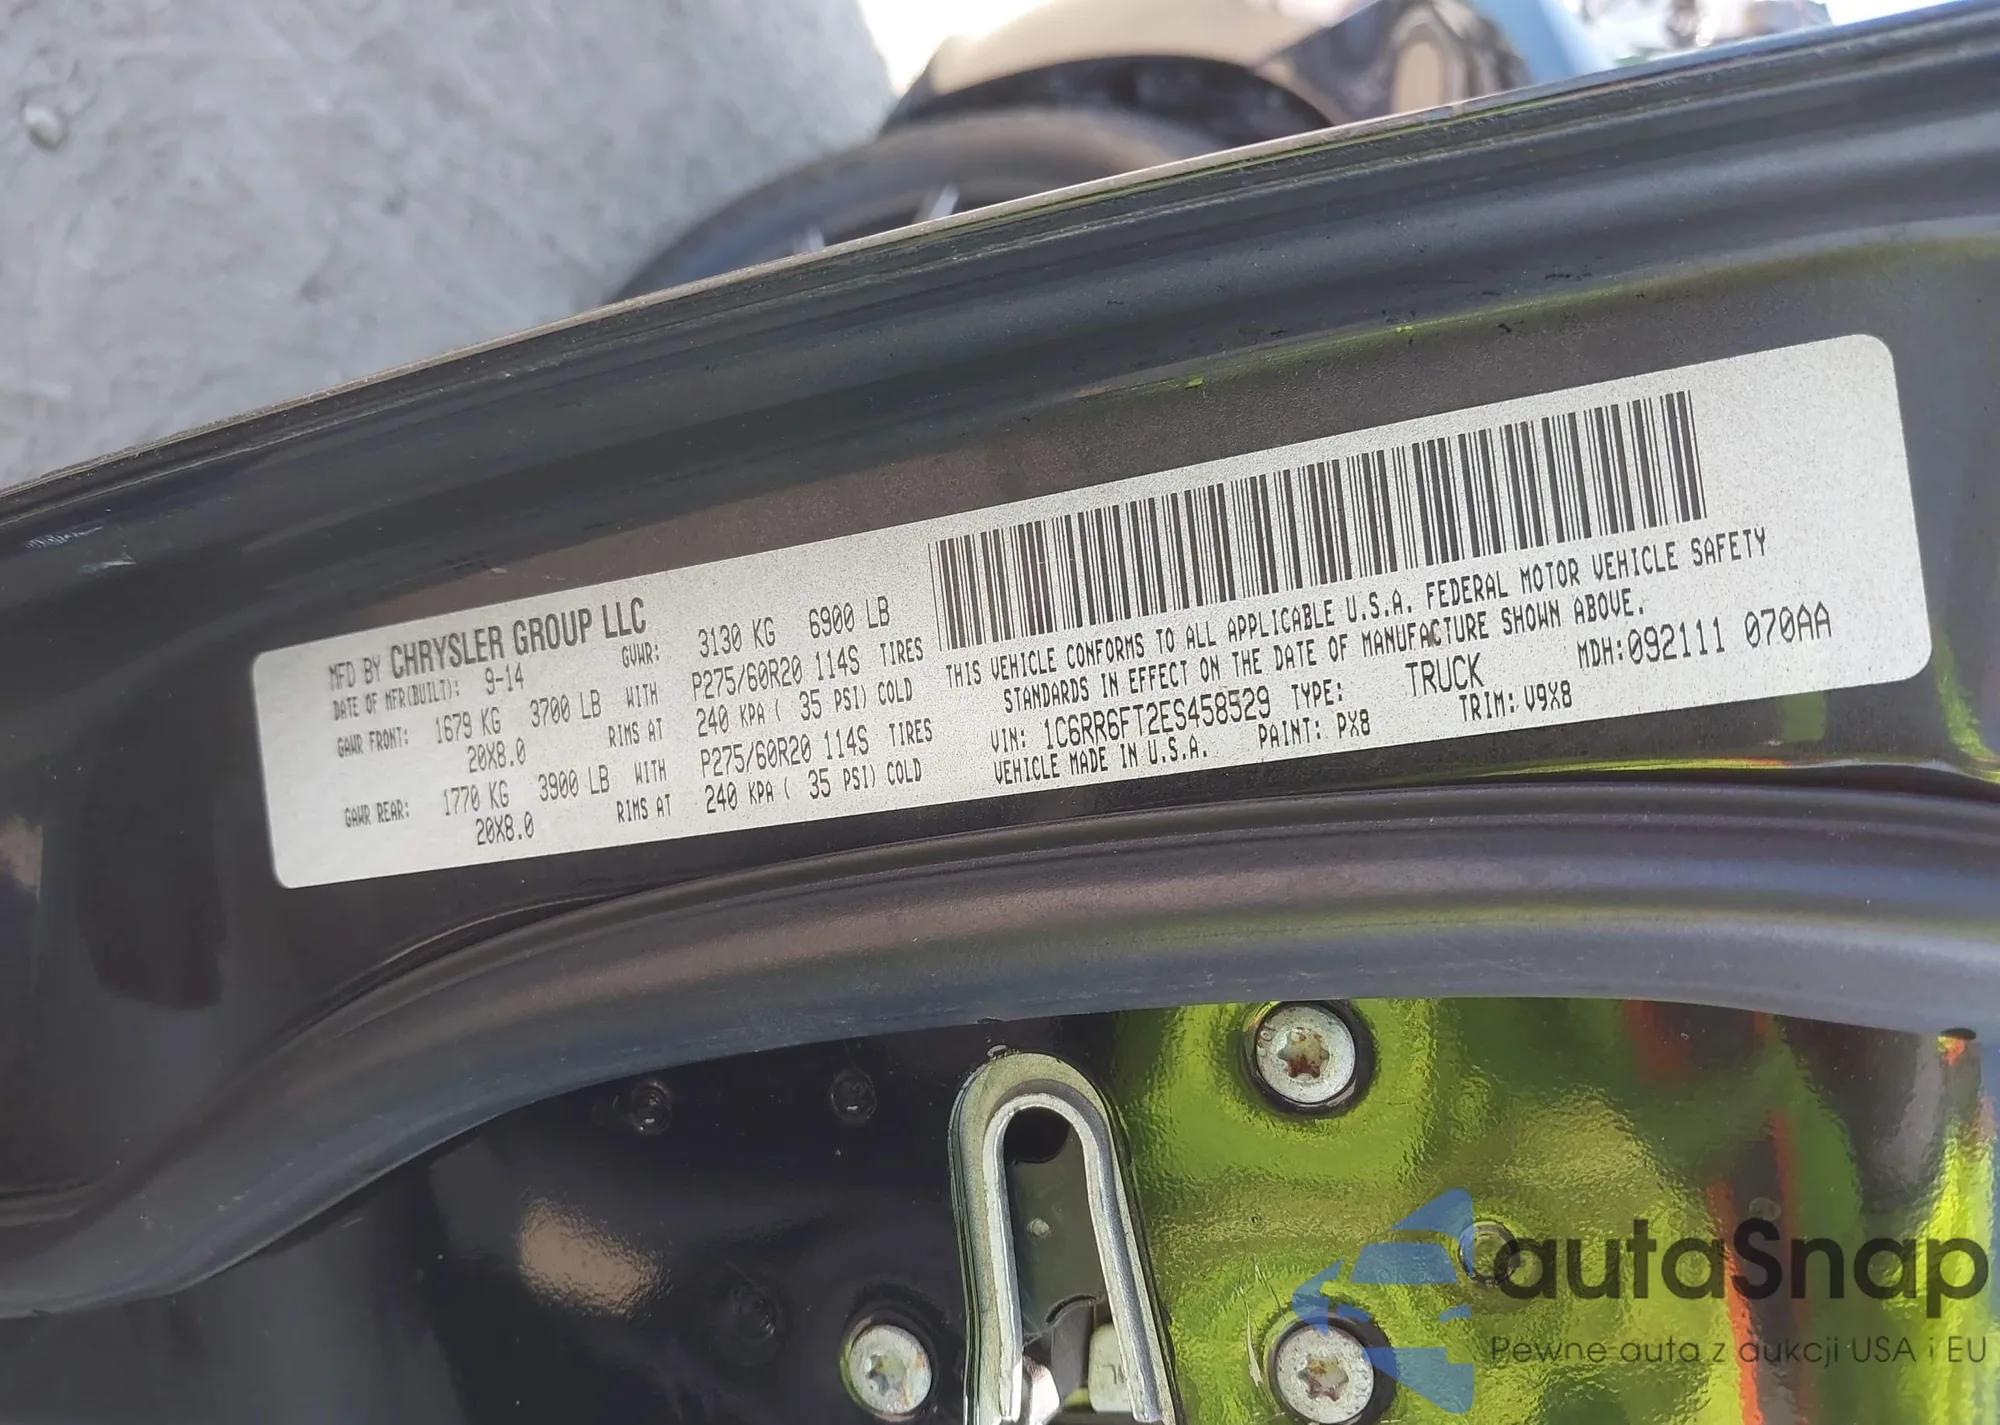 MFD BY CHRYSLER GROUP LLC
DATE OF MFR(BUILT): 9-14 GVWR: 3130 KG 6900 LB
GAWR FRONT: 1679 KG 3700 LB WITH P275/60R20 114S TIRES
20X8.0 RIMS AT 240 KPA ( 35 PSI) COLD
GAWR REAR: 1770 KG 3900 LB WITH P275/60R20 114S TIRES
20X8.0 RIMS AT 240 KPA ( 35 PSI) COLD
THIS VEHICLE CONFORMS TO ALL APPLICABLE U.S.A. FEDERAL MOTOR VEHICLE SAFETY
STANDARDS IN EFFECT ON THE DATE OF MANUFACTURE SHOWN ABOVE.
VIN: 1C6RR6FT2ES458529 TYPE: TRUCK MDH:092111 070AA
VEHICLE MADE IN U.S.A. PAINT: PX8 TRIM: V9X8
autaSnap
Pewne auta z aukcji USA i EU